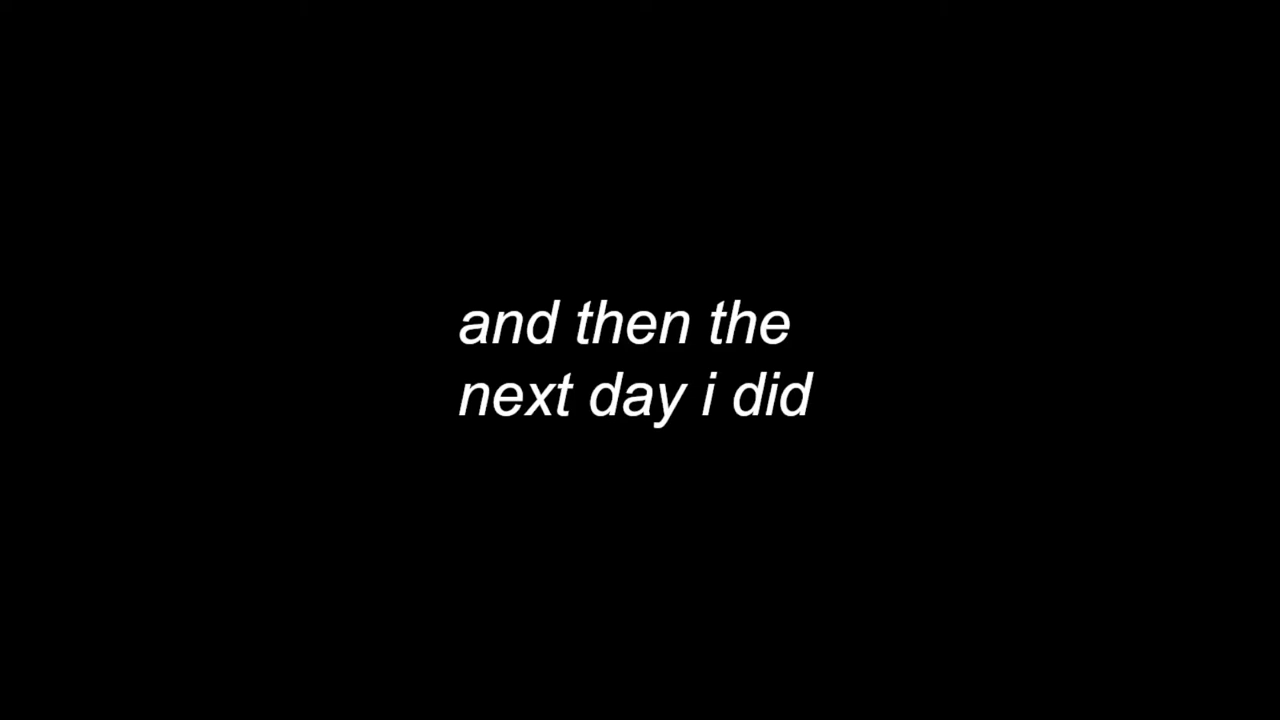 and then the
next day i did